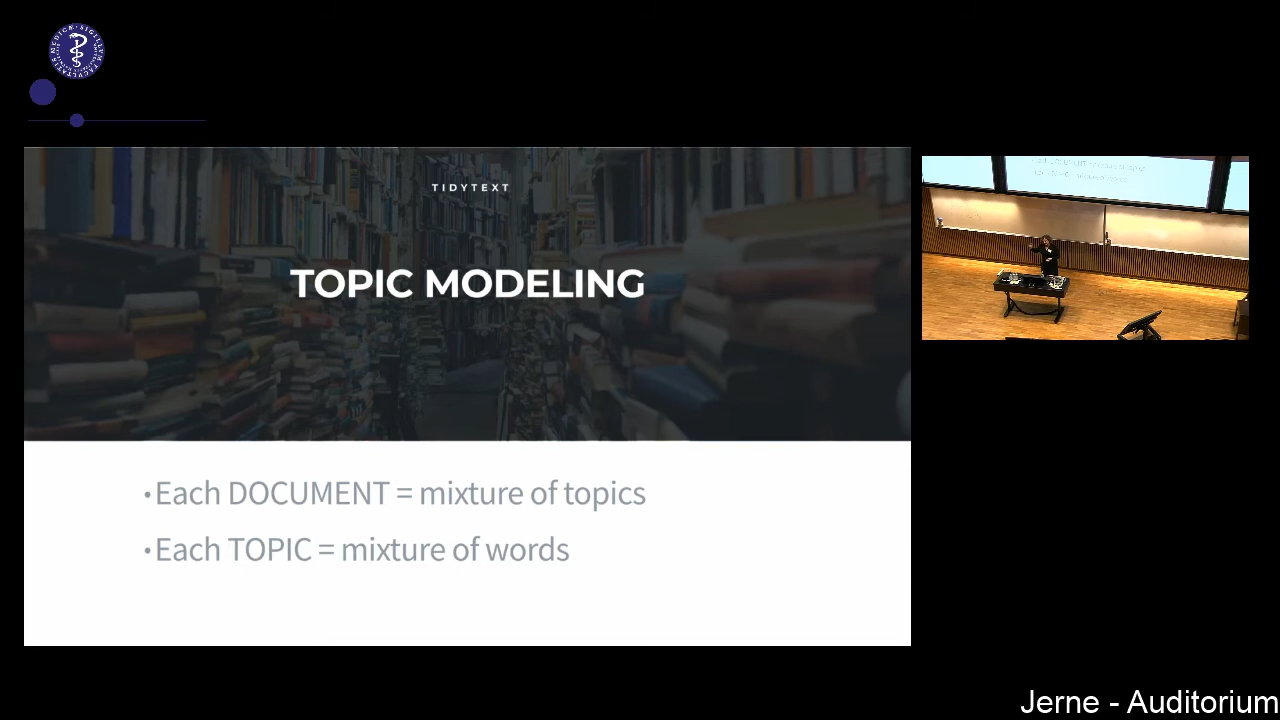 TIDYTEXT
TOPIC MODELING
• Each DOCUMENT = mixture of topics
• Each TOPIC = mixture of words
Jerne - Auditorium